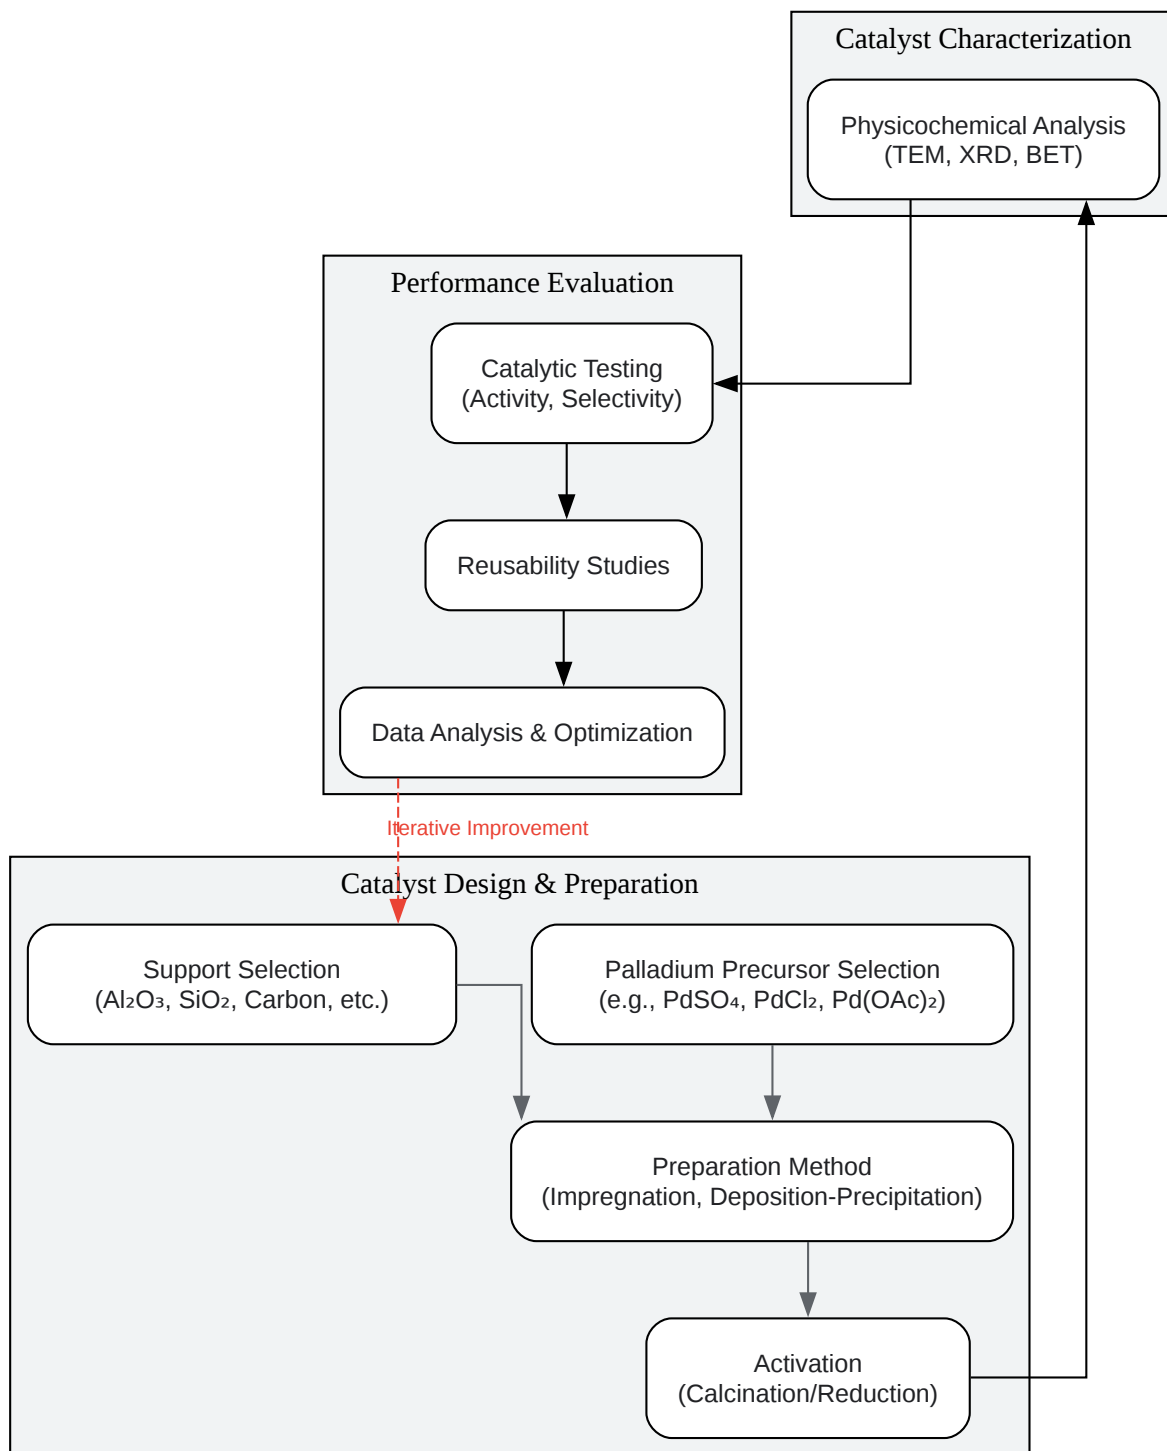 Catalyst Characterization
Physicochemical Analysis
(TEM, XRD, BET)
Performance Evaluation
Catalytic Testing
(Activity, Selectivity)
Reusability Studies
Data Analysis & Optimization
Iterative Improvement
Catalyst Design & Preparation
Support Selection
(Al₂O₃, SiO₂, Carbon, etc.)
Palladium Precursor Selection
(e.g., PdSO₄, PdCl₂, Pd(OAc)₂)
Preparation Method
(Impregnation, Deposition-Precipitation)
Activation
(Calcination/Reduction)